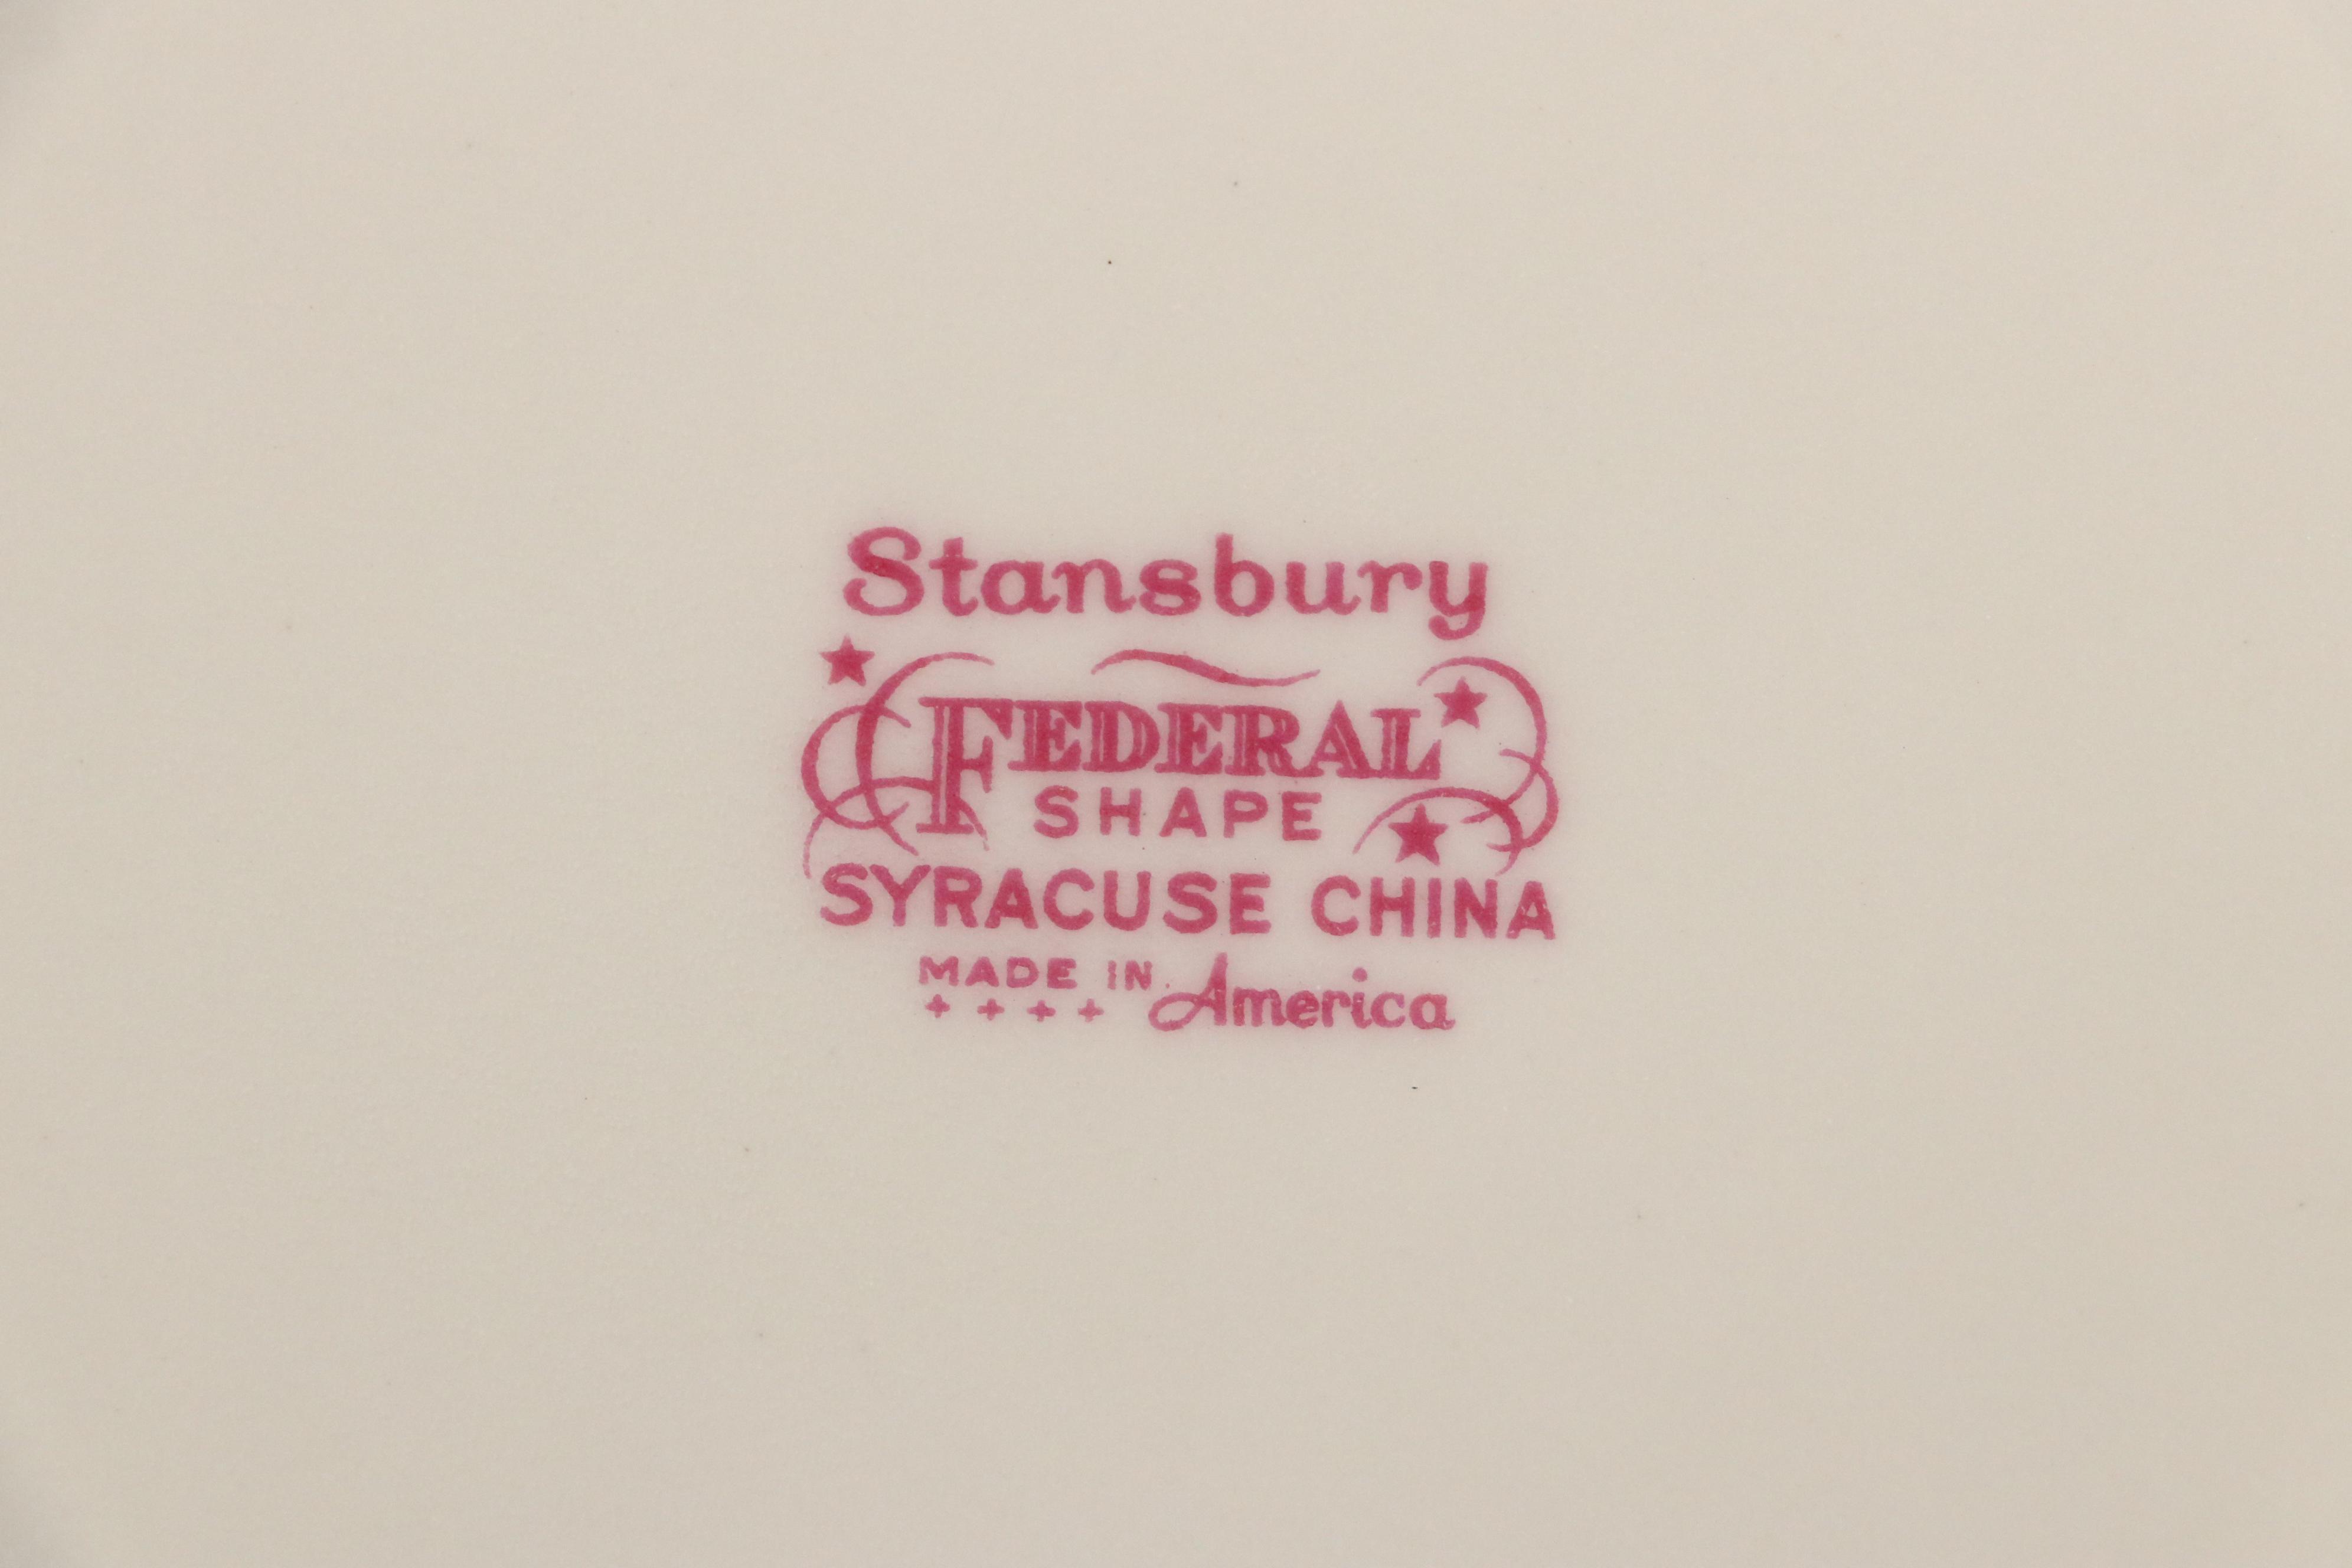 Stansbury
FEDERAL
SHAPE
SYRACUSE CHINA
MADE IN America